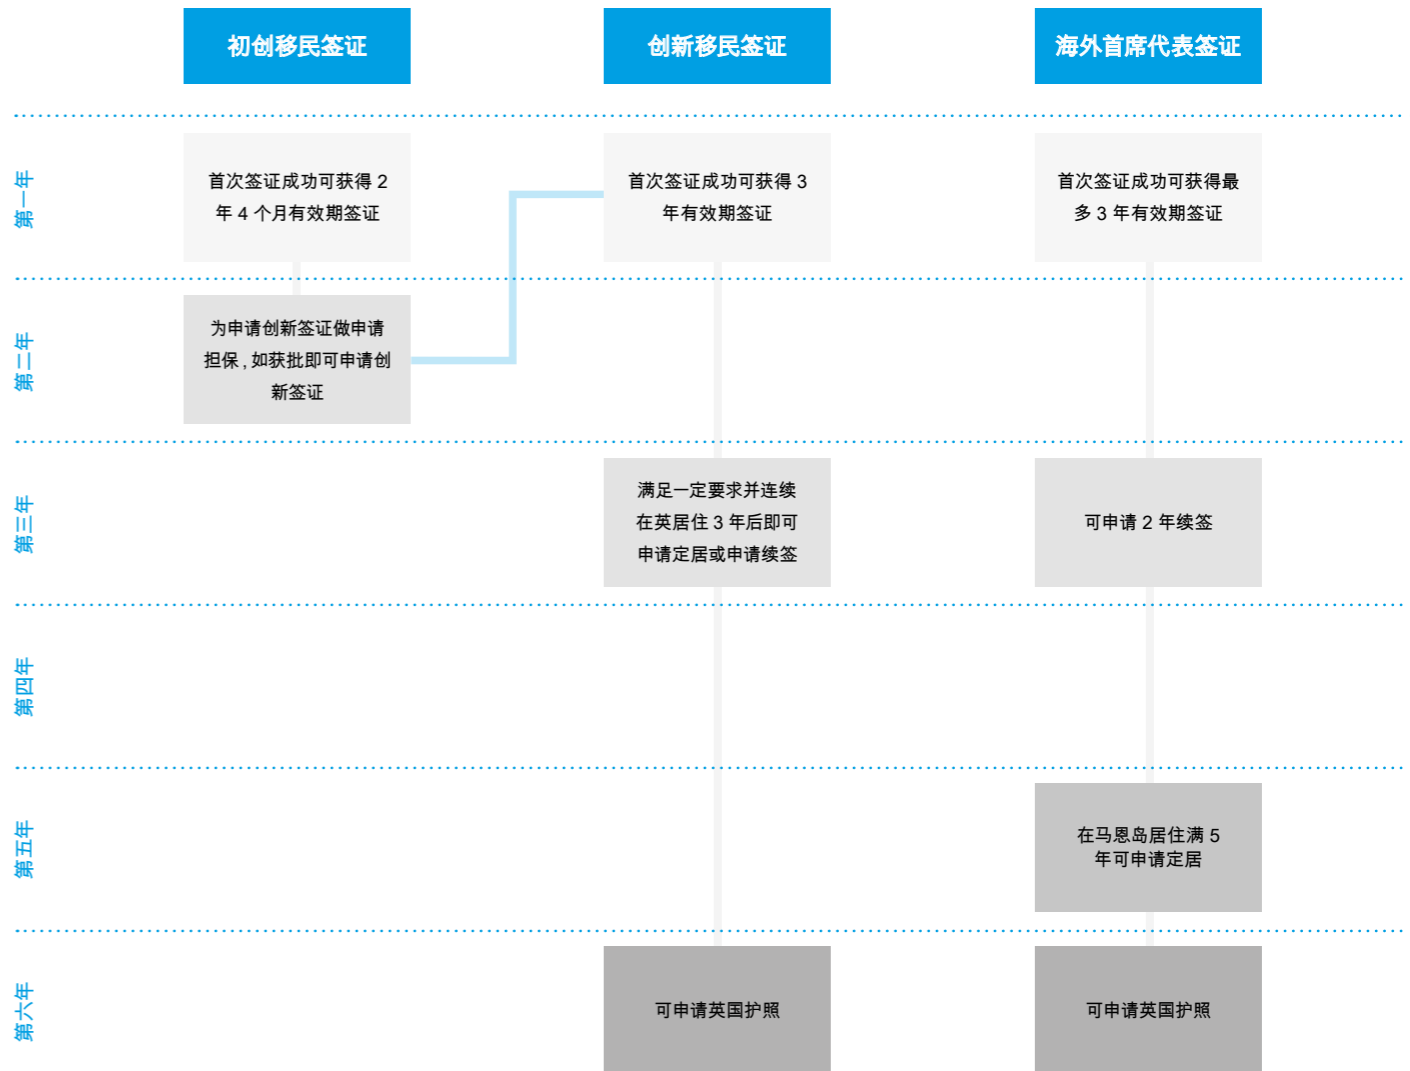 初创移民签证
创新移民签证
海外首席代表签证
第一年
首次签证成功可获得 2
年 4 个月有效期签证
首次签证成功可获得 3
年有效期签证
首次签证成功可获得最
多 3 年有效期签证
第二年
为申请创新签证做申请
担保,如获批即可申请创
新签证
第三年
满足一定要求并连续
在英居住 3 年后即可
申请定居或申请续签
可申请 2 年续签
第四年
第五年
在马恩岛居住满 5
年可申请定居
第六年
可申请英国护照
可申请英国护照